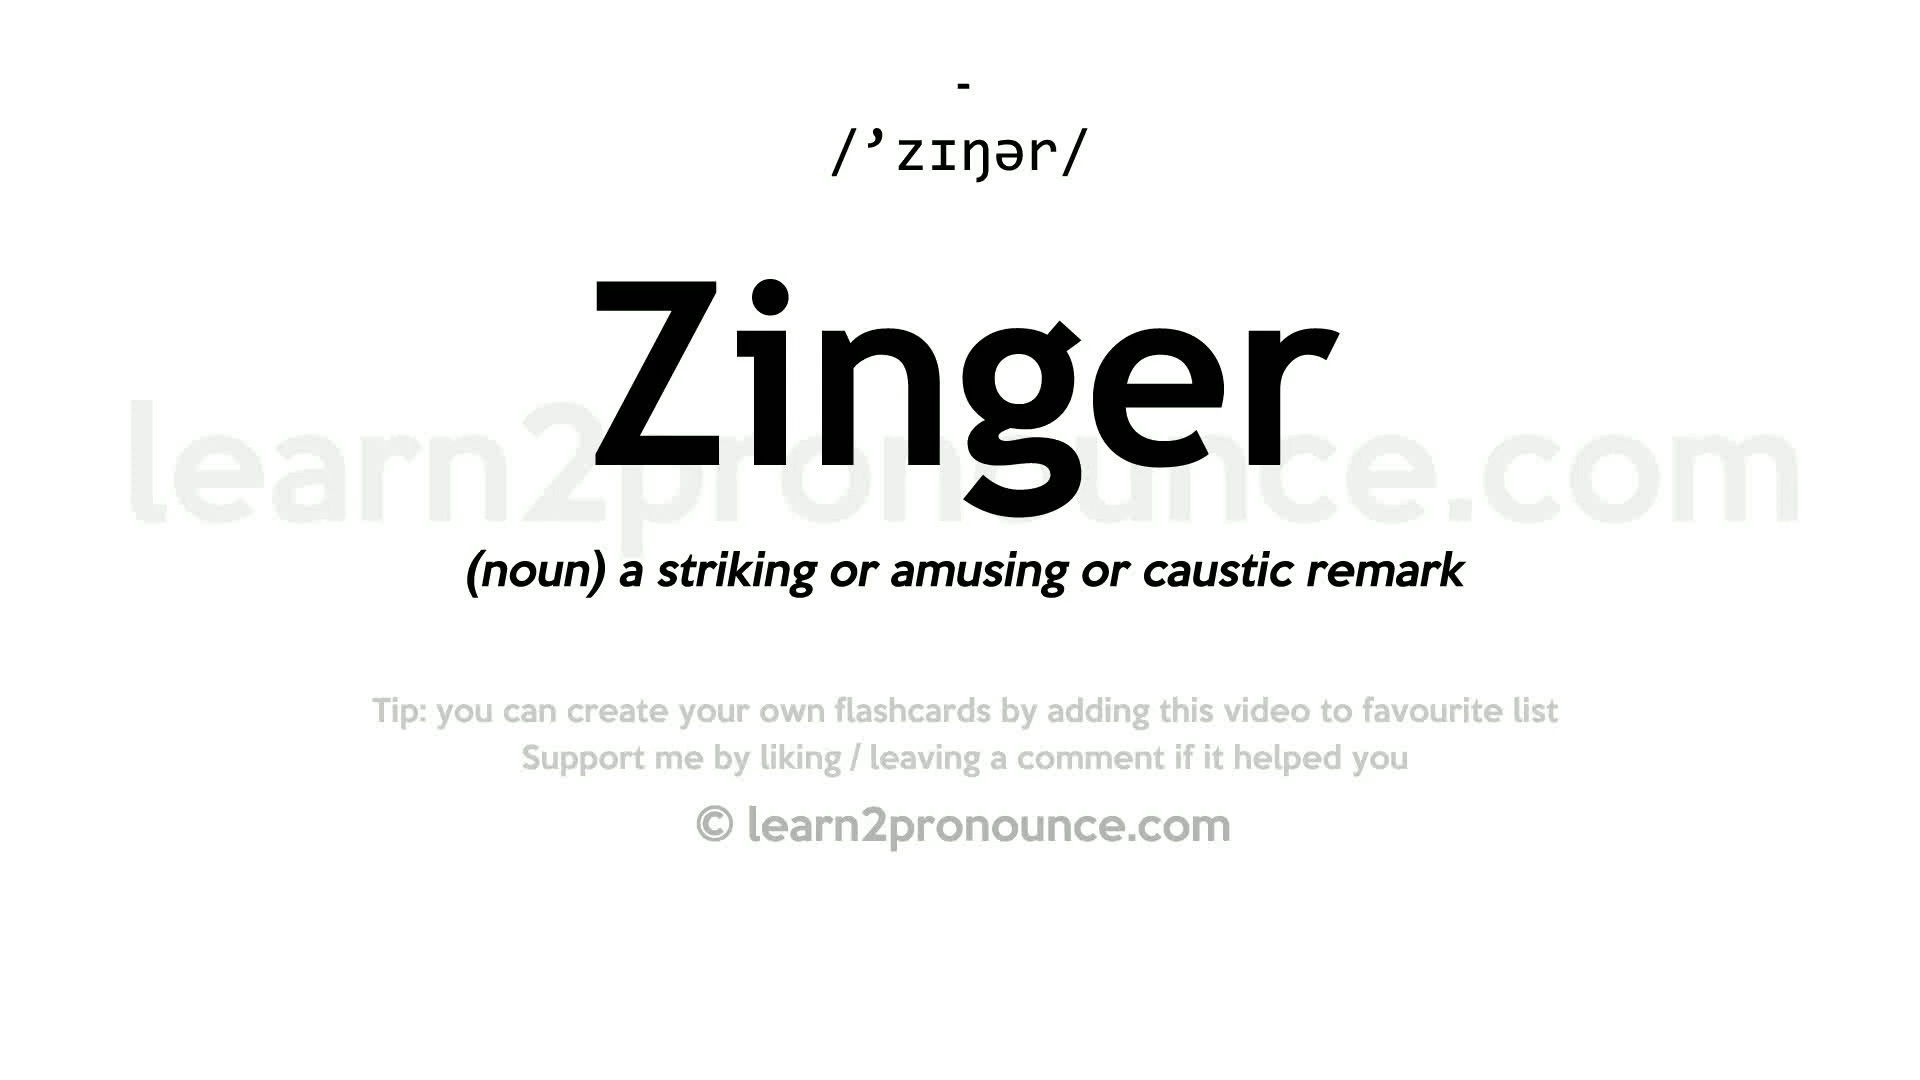 -
/’zɪŋər/
Zinger
learn2pronounce.com
(noun) a striking or amusing or caustic remark
Tip: you can create your own flashcards by adding this video to favourite list
Support me by liking / leaving a comment if it helped you
© learn2pronounce.com